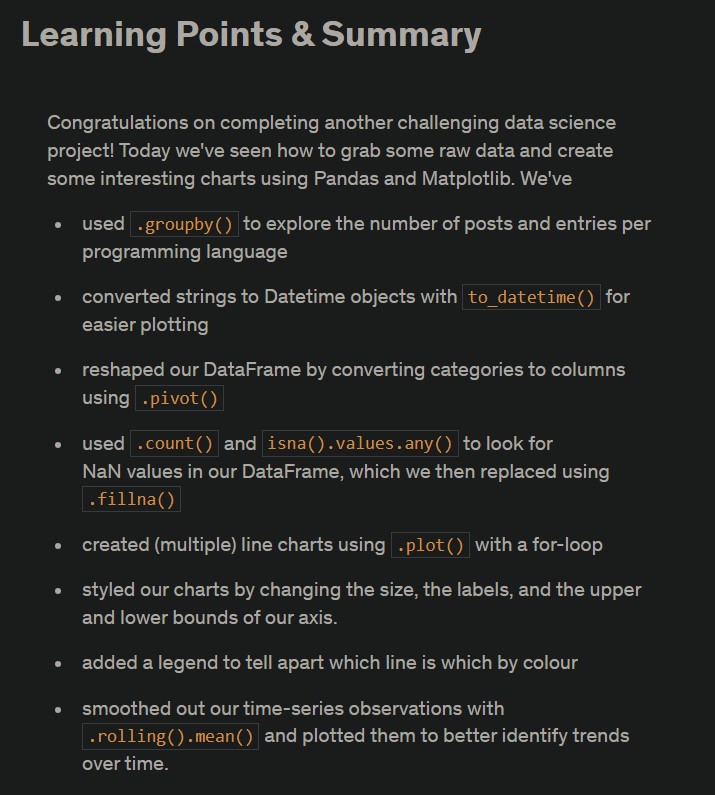 Learning Points & Summary
Congratulations on completing another challenging data science
project! Today we've seen how to grab some raw data and create
some interesting charts using Pandas and Matplotlib. We've
• used .groupby() to explore the number of posts and entries per
programming language
• converted strings to Datetime objects with to_datetime() for
easier plotting
• reshaped our DataFrame by converting categories to columns
using .pivot()
• used .count() and isna().values.any() to look for
NaN values in our DataFrame, which we then replaced using
.fillna()
• created (multiple) line charts using .plot() with a for-loop
• styled our charts by changing the size, the labels, and the upper
and lower bounds of our axis.
• added a legend to tell apart which line is which by colour
• smoothed out our time-series observations with
.rolling().mean() and plotted them to better identify trends
over time.